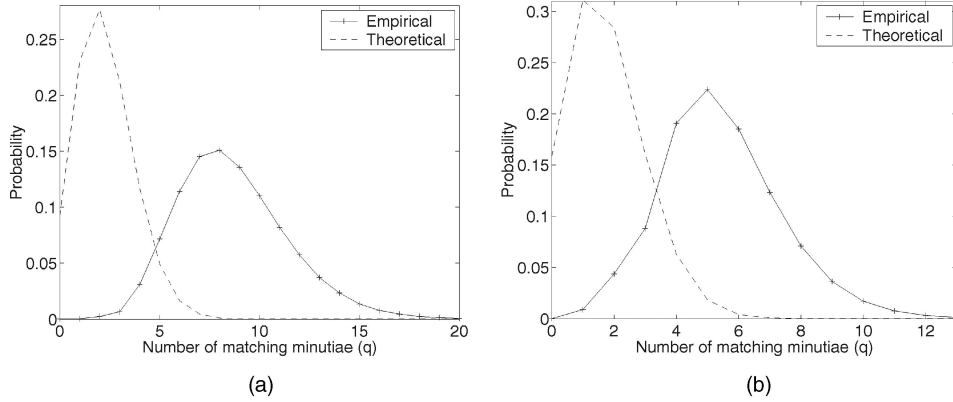 Empirical
Theoretical
0.25
0.2
0.15
0.1
0.05
0
Probability
0 5 10 15 20
Number of matching minutiae (q)
(a)
Empirical
Theoretical
0.3
0.25
0.2
0.15
0.1
0.05
0
Probability
0 2 4 6 8 10 12
Number of matching minutiae (q)
(b)